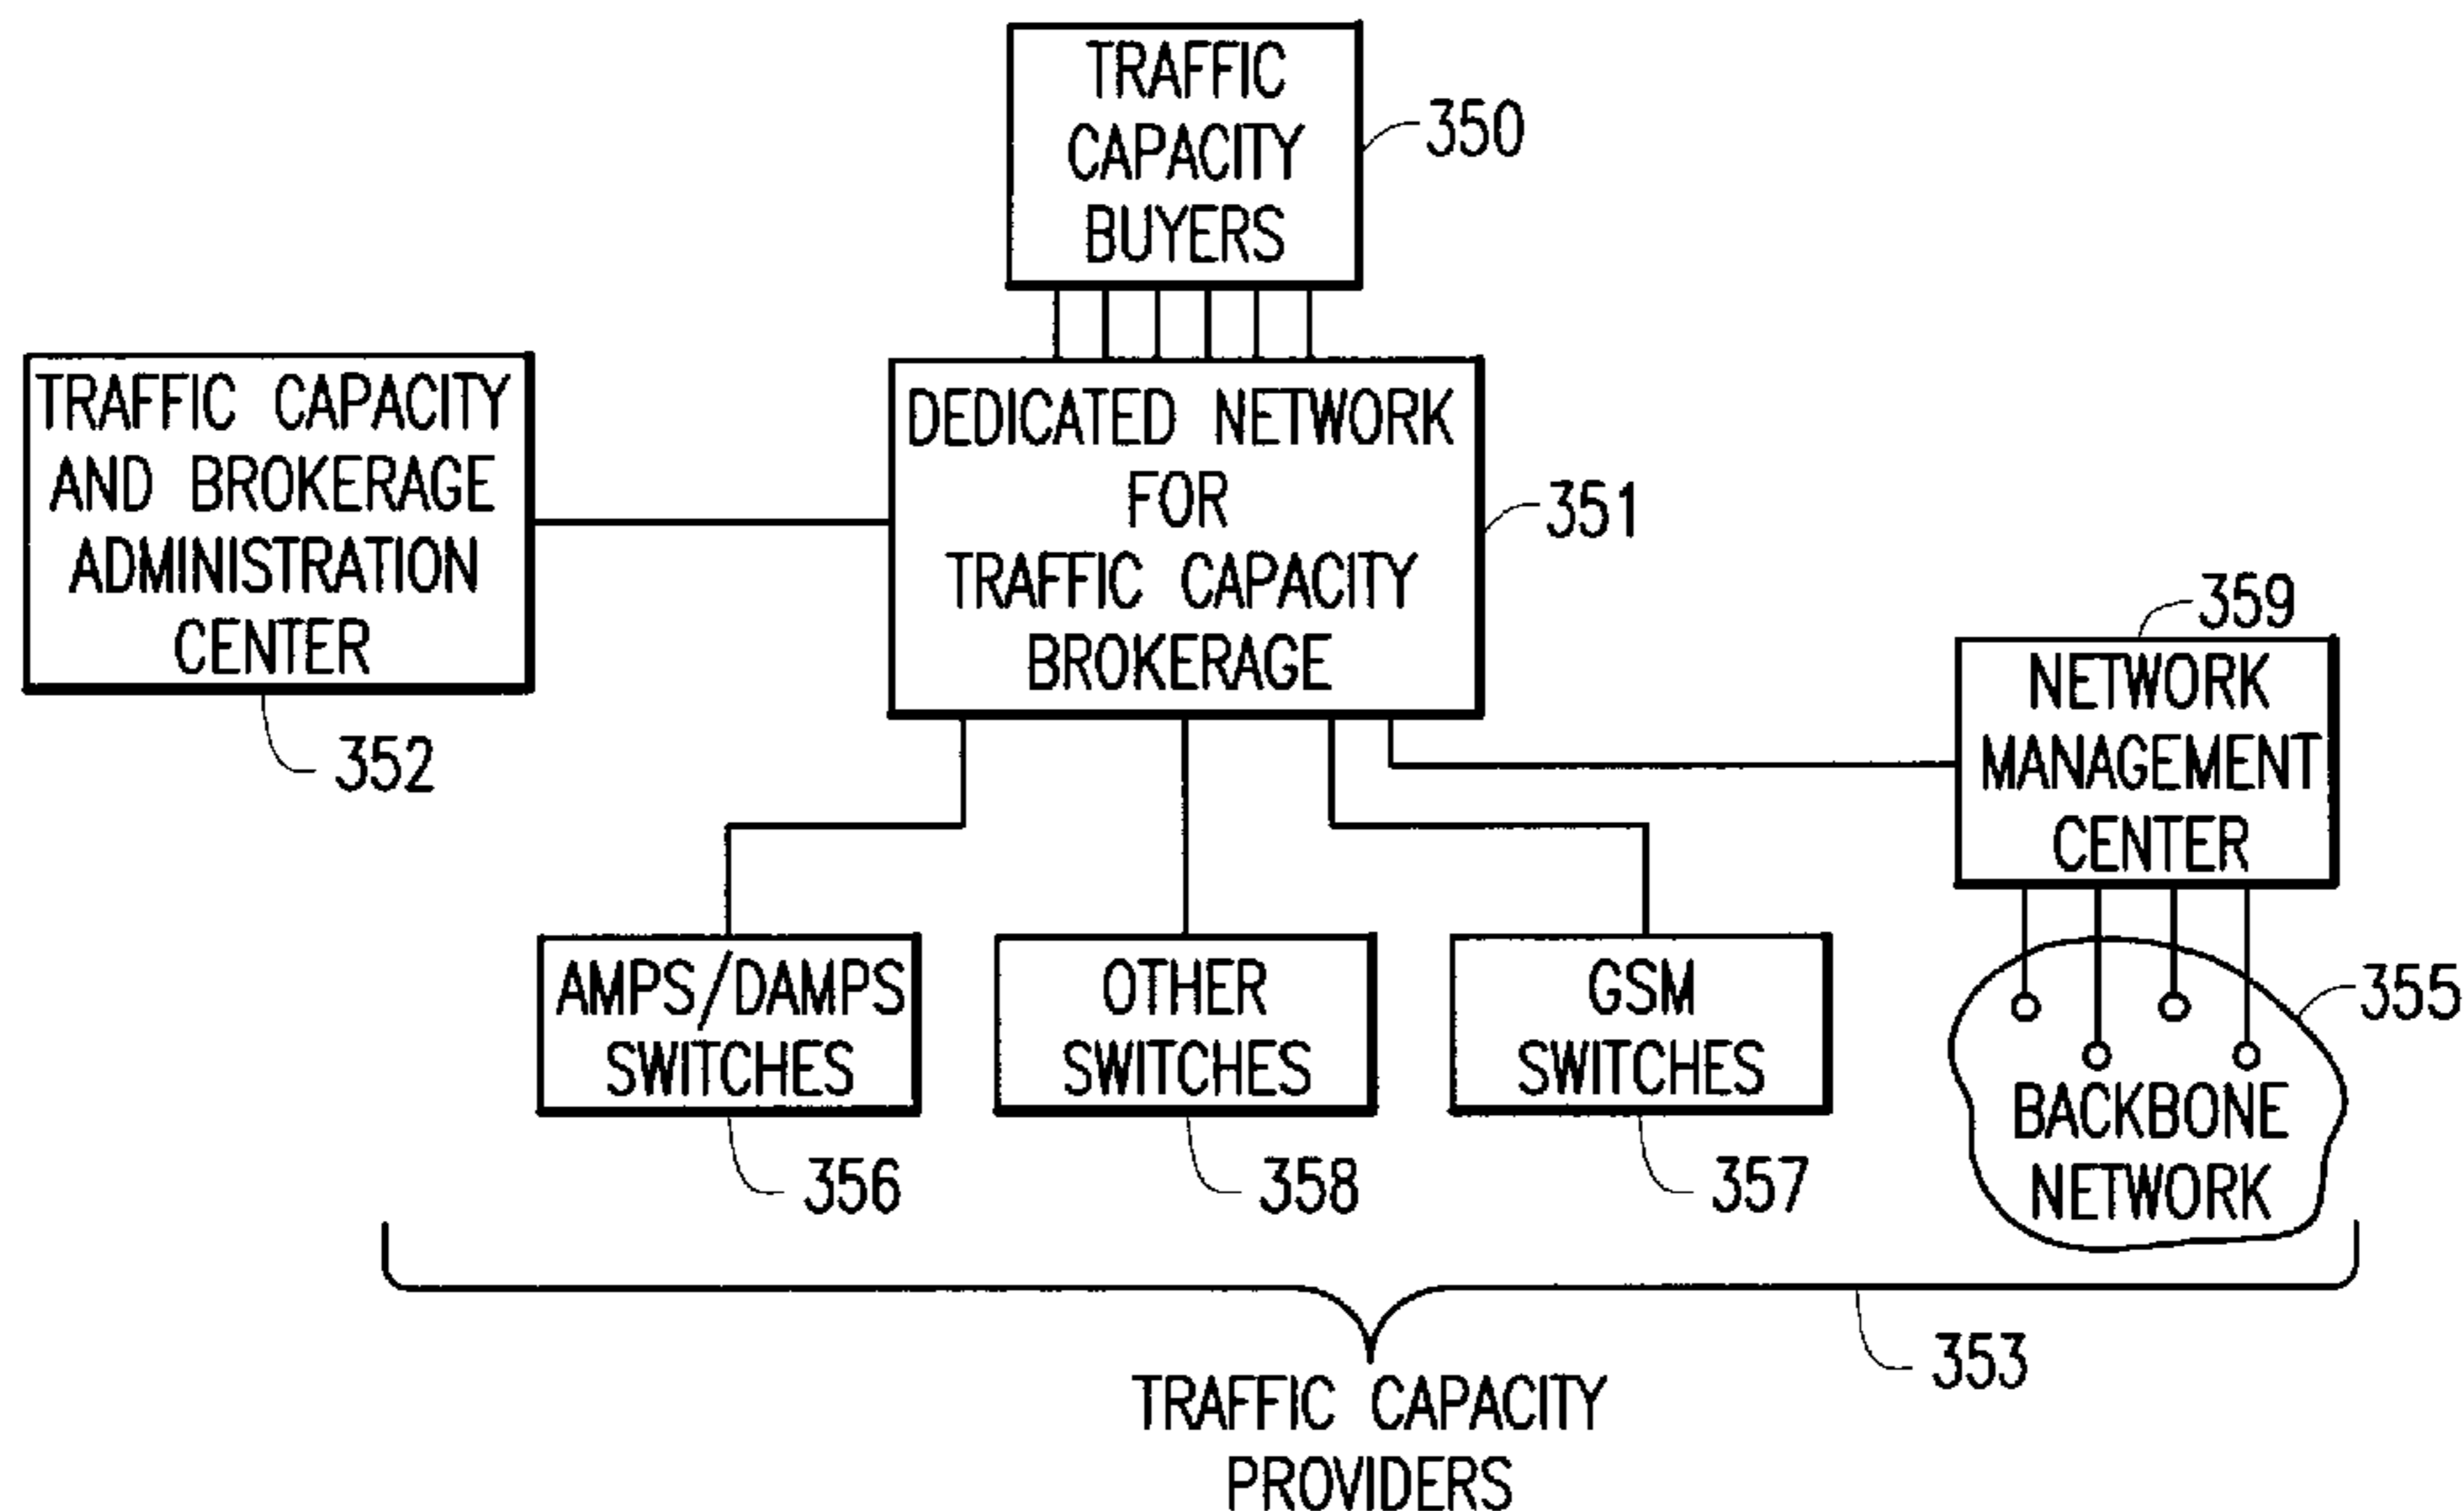 TRAFFIC
CAPACITY
BUYERS
350
TRAFFIC CAPACITY
AND BROKERAGE
ADMINISTRATION
CENTER
352
DEDICATED NETWORK
FOR
TRAFFIC CAPACITY
BROKERAGE
351
359
NETWORK
MANAGEMENT
CENTER
AMPS/DAMPS
SWITCHES
356
OTHER
SWITCHES
358
GSM
SWITCHES
357
355
BACKBONE
NETWORK
353
TRAFFIC CAPACITY
PROVIDERS